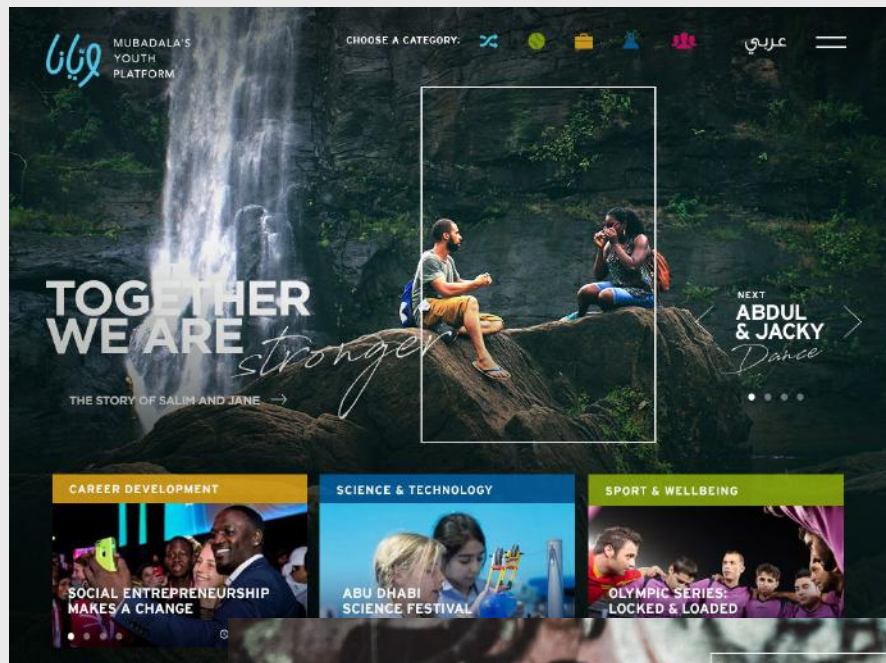 MUBADALA'S
YOUTH
PLATFORM
CHOOSE A CATEGORY:
عربي
TOGETHER
WE ARE
stronger
THE STORY OF SALIM AND JANE
NEXT
ABDUL
& JACKY
Dance
CAREER DEVELOPMENT
SOCIAL ENTREPRENEURSHIP
MAKES A CHANGE
SCIENCE & TECHNOLOGY
ABU DHABI
SCIENCE FESTIVAL
SPORT & WELLBEING
OLYMPIC SERIES:
LOCKED & LOADED